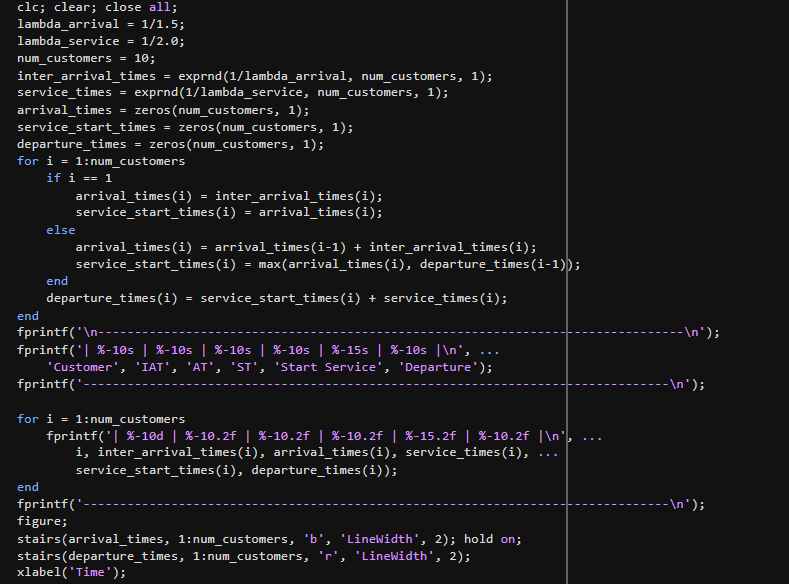 clc; clear; close all;
lambda_arrival = 1/1.5;
lambda_service = 1/2.0;
num_customers = 10;
inter_arrival_times = exprnd(1/lambda_arrival, num_customers, 1);
service_times = exprnd(1/lambda_service, num_customers, 1);
arrival_times = zeros(num_customers, 1);
service_start_times = zeros(num_customers, 1);
departure_times = zeros(num_customers, 1);
for i = 1:num_customers
    if i == 1
        arrival_times(i) = inter_arrival_times(i);
        service_start_times(i) = arrival_times(i);
    else
        arrival_times(i) = arrival_times(i-1) + inter_arrival_times(i);
        service_start_times(i) = max(arrival_times(i), departure_times(i-1));
    end
    departure_times(i) = service_start_times(i) + service_times(i);
end
fprintf('\n--------------------------------------------------------------------------------\n');
fprintf('| %-10s | %-10s | %-10s | %-10s | %-15s | %-10s |\n', ...
    'Customer', 'IAT', 'AT', 'ST', 'Start Service', 'Departure');
fprintf('--------------------------------------------------------------------------------\n');

for i = 1:num_customers
    fprintf('| %-10d | %-10.2f | %-10.2f | %-10.2f | %-15.2f | %-10.2f |\n', ...
        i, inter_arrival_times(i), arrival_times(i), service_times(i), ...
        service_start_times(i), departure_times(i));
end
fprintf('--------------------------------------------------------------------------------\n');
figure;
stairs(arrival_times, 1:num_customers, 'b', 'LineWidth', 2); hold on;
stairs(departure_times, 1:num_customers, 'r', 'LineWidth', 2);
xlabel('Time');